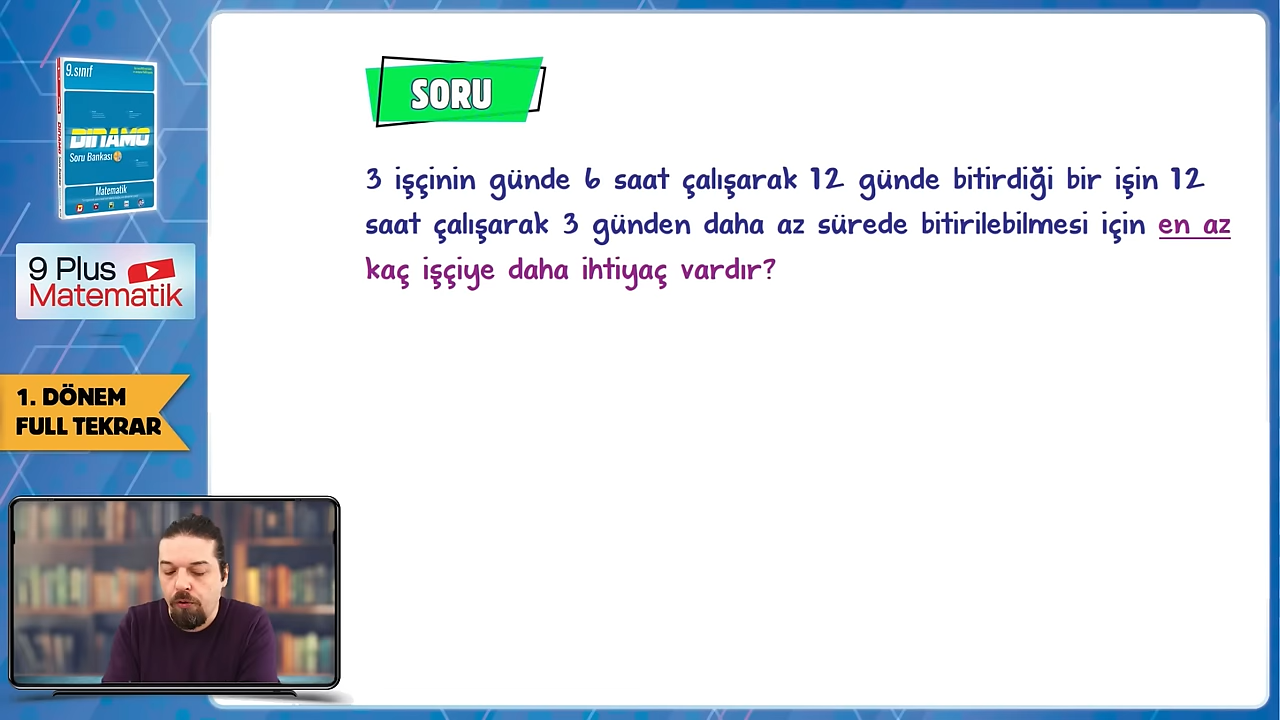 SORU
3 işçinin günde 6 saat çalışarak 12 günde bitirdiği bir işin 12
saat çalışarak 3 günden daha az sürede bitirilebilmesi için en az
kaç işçiye daha ihtiyaç vardır?
9.sınıf
DİNAMO
Soru Bankası
Matematik
9 Plus
Matematik
1. DÖNEM
FULL TEKRAR